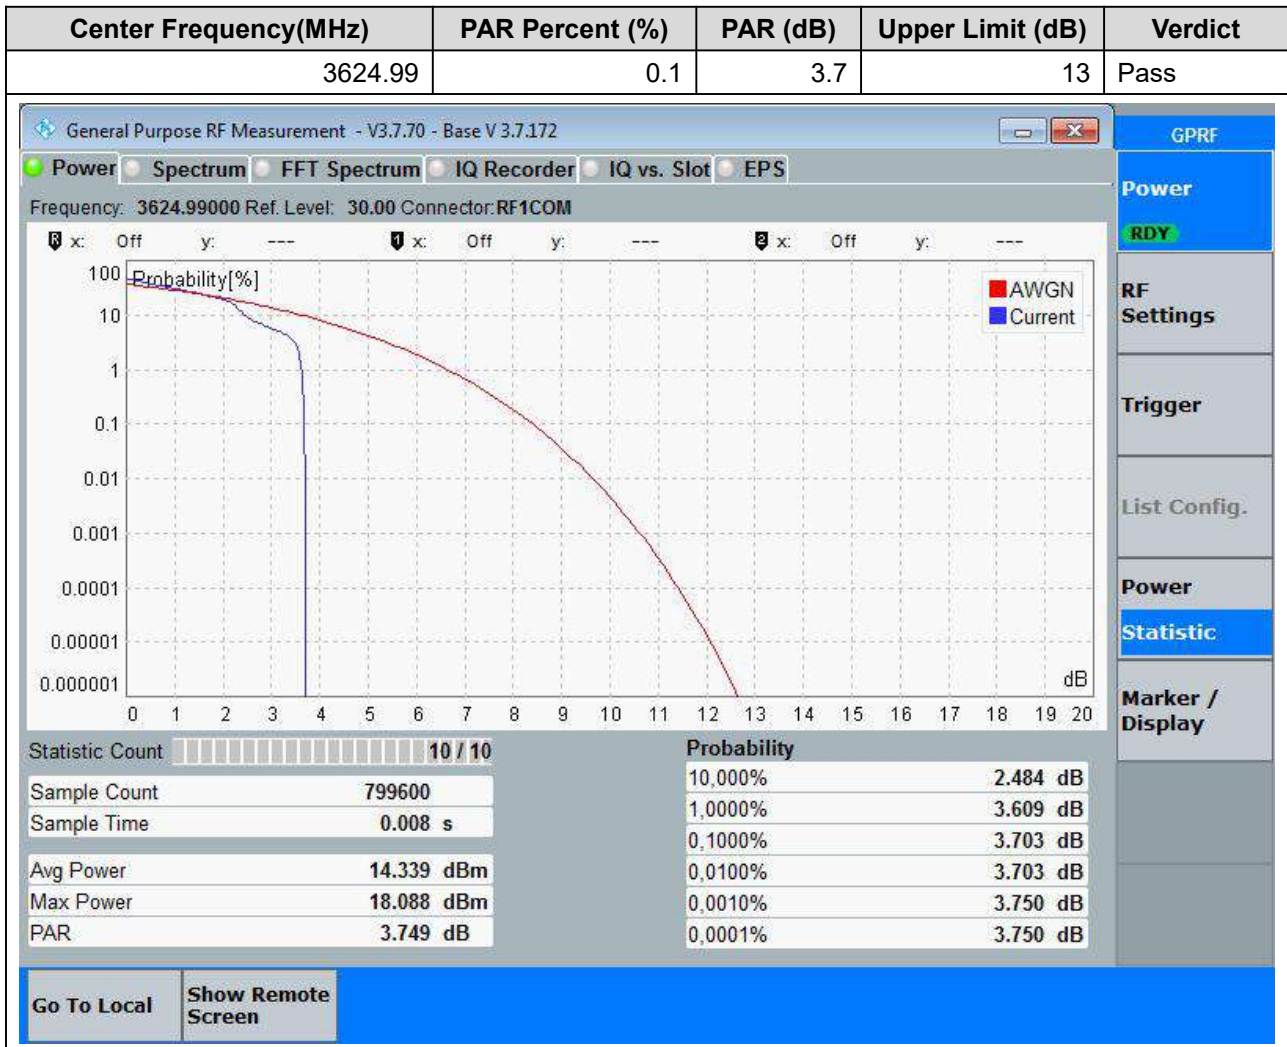 Center Frequency(MHz) PAR Percent (%) PAR (dB) Upper Limit (dB) Verdict
3624.99 0.1 3.7 13 Pass
General Purpose RF Measurement - V3.7.70 - Base V 3.7.172
GPRF
Power Spectrum FFT Spectrum IQ Recorder IQ vs. Slot EPS
Frequency: 3624.99000 Ref. Level: 30.00 Connector: RF1COM
R x: Off y: --- 1 x: Off y: --- 2 x: Off y: ---
Power
RDY
RF
Settings
Trigger
List Config.
Power
Statistic
Marker /
Display
Probability[%]
AWGN
Current
100
10
1
0.1
0.01
0.001
0.0001
0.00001
0.000001
dB
0 1 2 3 4 5 6 7 8 9 10 11 12 13 14 15 16 17 18 19 20
Statistic Count 10 / 10
Sample Count 799600
Sample Time 0.008 s
Avg Power 14.339 dBm
Max Power 18.088 dBm
PAR 3.749 dB
Probability
10,000% 2.484 dB
1,0000% 3.609 dB
0,1000% 3.703 dB
0,0100% 3.703 dB
0,0010% 3.750 dB
0,0001% 3.750 dB
Go To Local
Show Remote
Screen